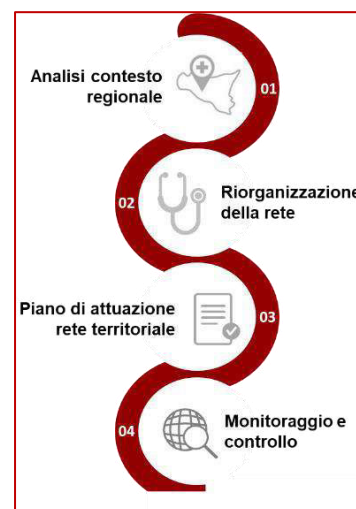 Analisi contesto
regionale
01
02
Riorganizzazione
della rete
Piano di attuazione
rete territoriale
03
04
Monitoraggio e
controllo